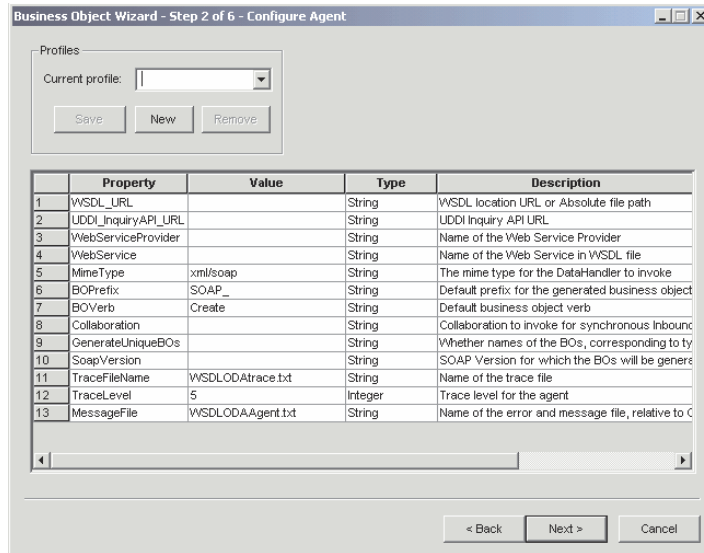 Business Object Wizard - Step 2 of 6 - Configure Agent
Profiles
Current profile:
Save New Remove
Property Value Type Description
1 WSDL_URL String WSDL location URL or Absolute file path
2 UDDI_InquiryAPI_URL String UDDI Inquiry API URL
3 WebServiceProvider String Name of the Web Service Provider
4 WebService String Name of the Web Service in WSDL file
5 MimeType xml/soap String The mime type for the DataHandler to invoke
6 BOPrefix SOAP_ String Default prefix for the generated business object
7 BOVerb Create String Default business object verb
8 Collaboration String Collaboration to invoke for synchronous Inbound
9 GenerateUniqueBOs String Whether names of the BOs, corresponding to ty
10 SoapVersion String SOAP Version for which the BOs will be genera
11 TraceFileName WSDLODAtrace.txt String Name of the trace file
12 TraceLevel 5 Integer Trace level for the agent
13 MessageFile WSDLODAAgent.txt String Name of the error and message file, relative to C
< Back Next > Cancel